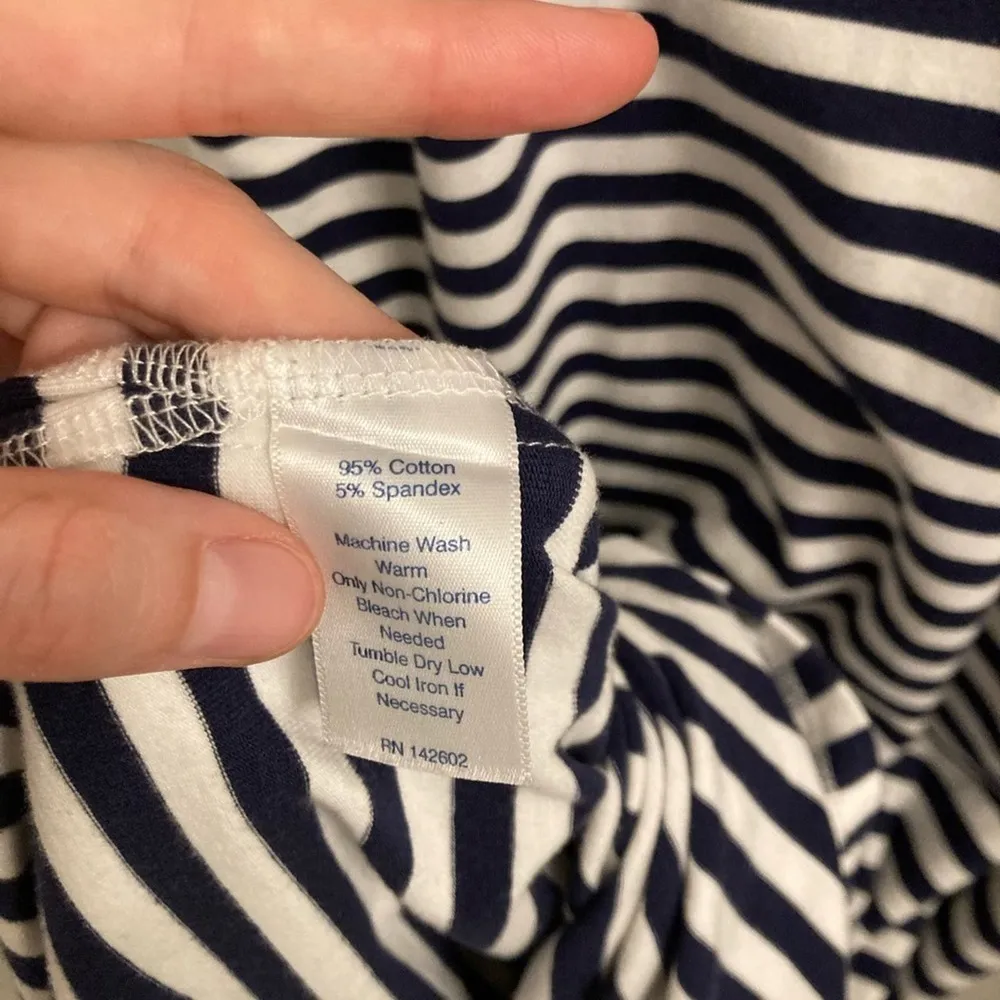 95% Cotton
5% Spandex
Machine Wash
Warm
Only Non-Chlorine
Bleach When
Needed
Tumble Dry Low
Cool Iron If
Necessary
RN 142602